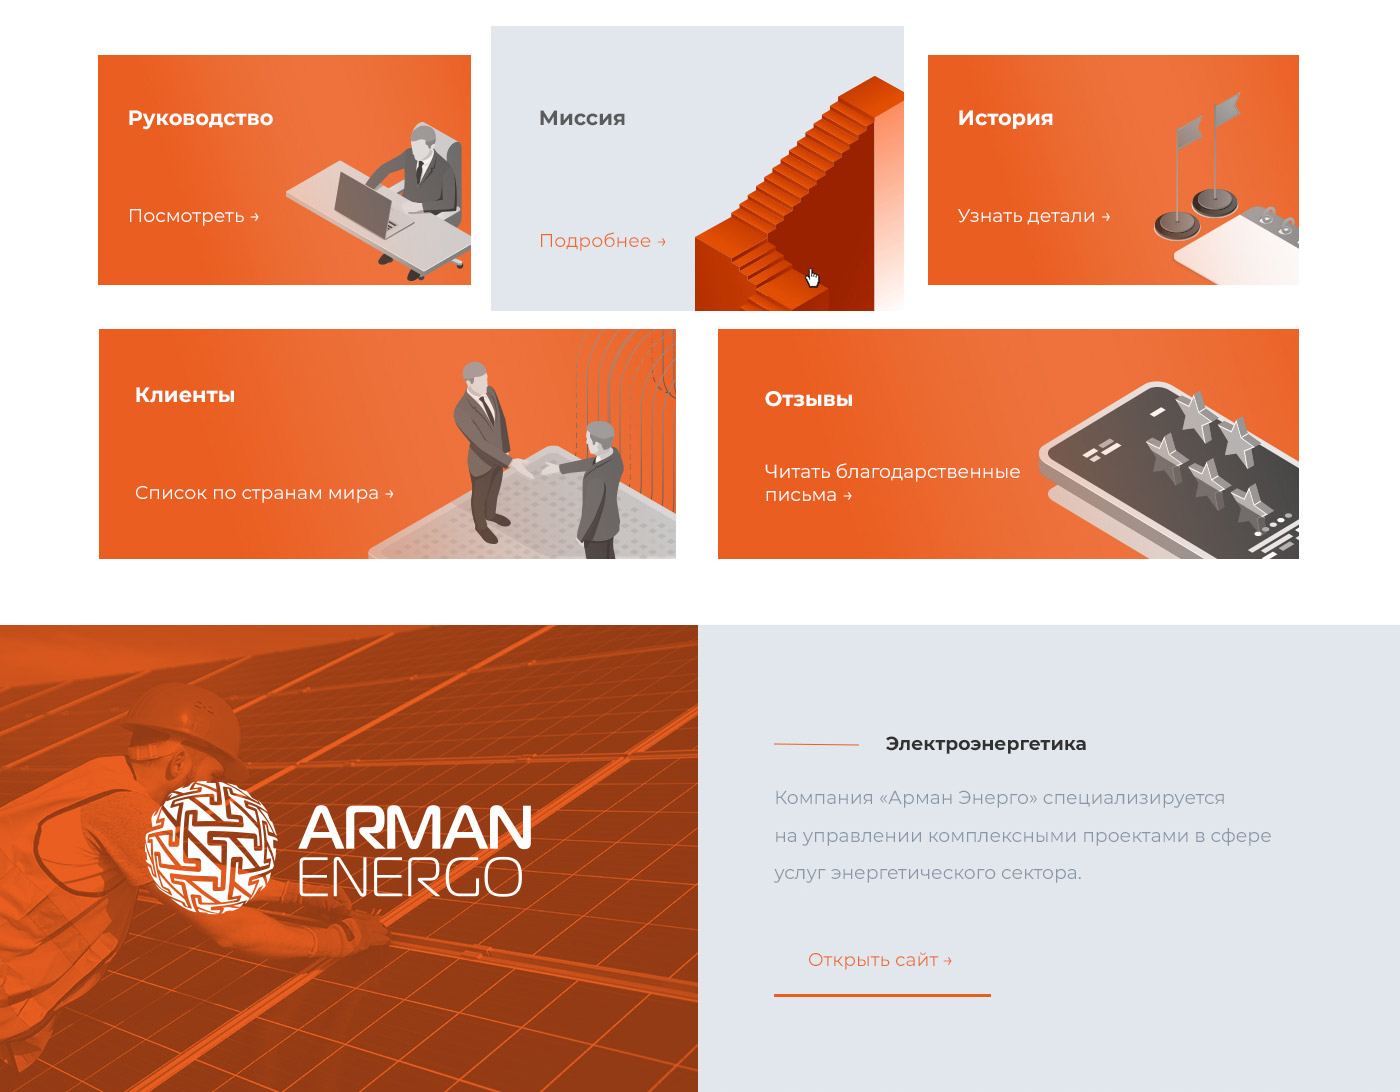 Руководство
Посмотреть →
Миссия
Подробнее →
История
Узнать детали →
Клиенты
Список по странам мира →
Отзывы
Читать благодарственные
письма →
ARMAN
ENERGO
Электроэнергетика
Компания «Арман Энерго» специализируется
на управлении комплексными проектами в сфере
услуг энергетического сектора.
Открыть сайт →